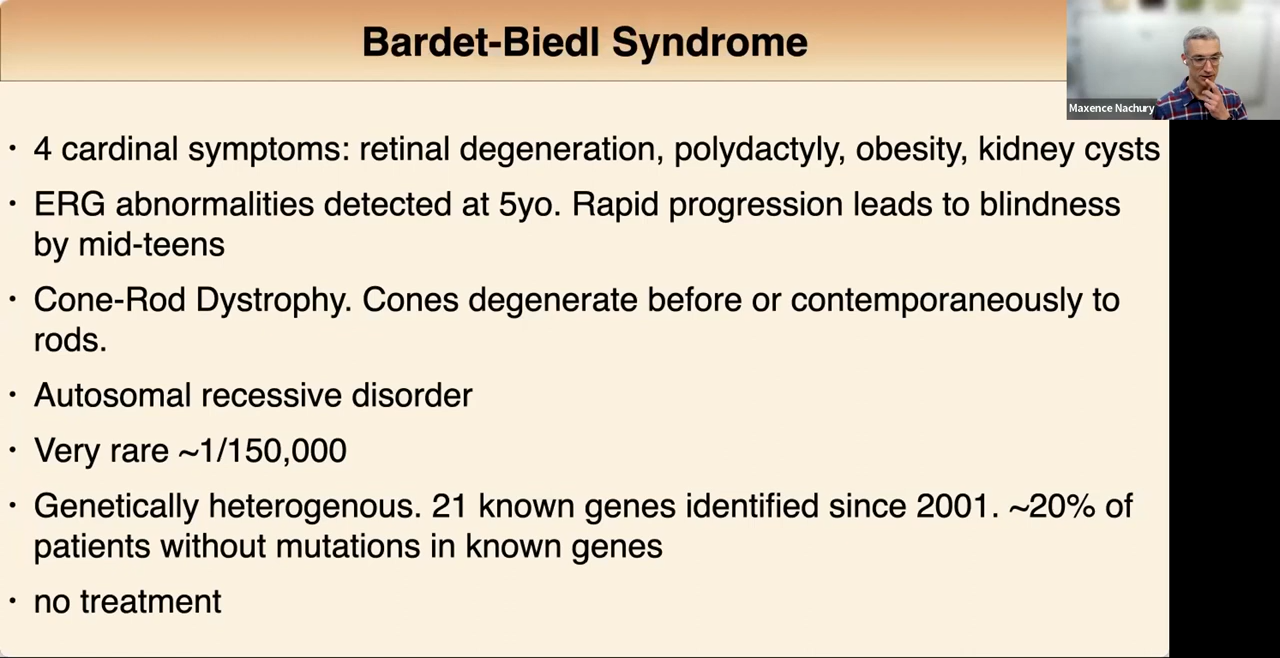 Bardet-Biedl Syndrome
Maxence Nachury
• 4 cardinal symptoms: retinal degeneration, polydactyly, obesity, kidney cysts
• ERG abnormalities detected at 5yo. Rapid progression leads to blindness
by mid-teens
• Cone-Rod Dystrophy. Cones degenerate before or contemporaneously to
rods.
• Autosomal recessive disorder
• Very rare ~1/150,000
• Genetically heterogenous. 21 known genes identified since 2001. ~20% of
patients without mutations in known genes
• no treatment